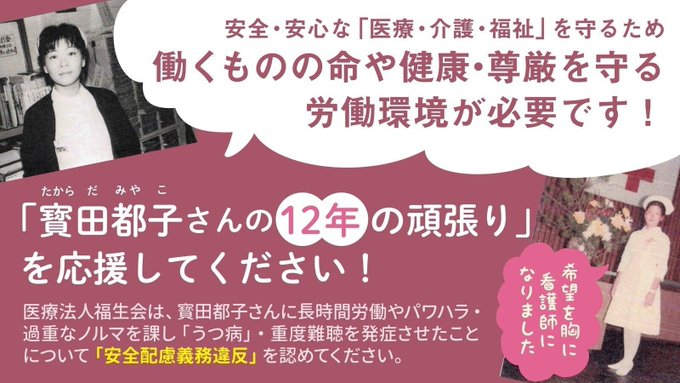 安全・安心な「医療・介護・福祉」を守るため
働くものの命や健康・尊厳を守る
労働環境が必要です！
たから だ みや こ
「寳田都子さんの12年の頑張り」
を応援してください！
医療法人福生会は、寳田都子さんに長時間労働やパワハラ・
過重なノルマを課し「うつ病」・重度難聴を発症させたこと
について「安全配慮義務違反」を認めてください。
希望を胸に
看護師に
なりました